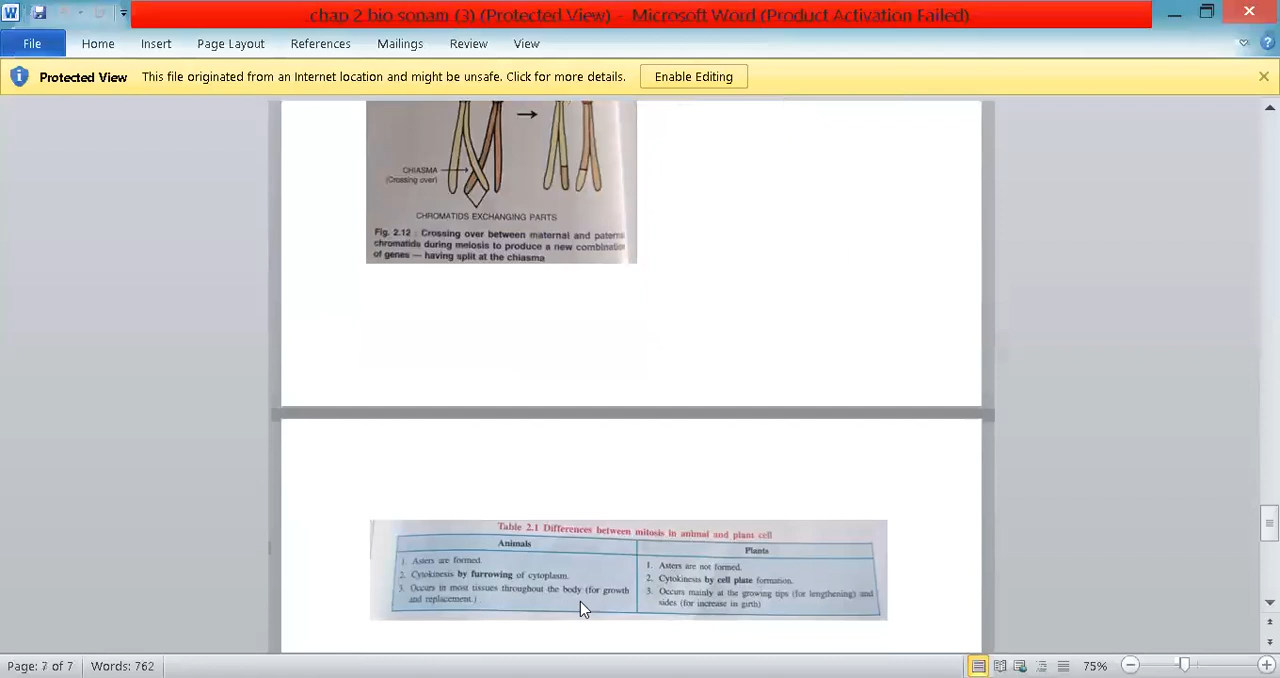 chap 2 bio sonam (3) (Protected View) - Microsoft Word (Product Activation Failed)
File Home Insert Page Layout References Mailings Review View
Protected View This file originated from an Internet location and might be unsafe. Click for more details. Enable Editing
CHIASMA
(Crossing over)
CHROMATIDS EXCHANGING PARTS
Fig. 2.12 : Crossing over between maternal and
chromatids during meiosis to produce a new
of genes — having split at the chiasma
Table 2.1 Differences between mitosis in animal and plant cell
Animals
1. Asters are formed.
2. Cytokinesis by furrowing of cytoplasm.
3. Occurs in most tissues throughout the body (for growth
and replacement.)
Plants
1. Asters are not formed.
2. Cytokinesis by cell plate formation.
3. Occurs mainly at the growing tips (for lengthening) and
sides (for increase in girth)
Page: 7 of 7 Words: 762 75%